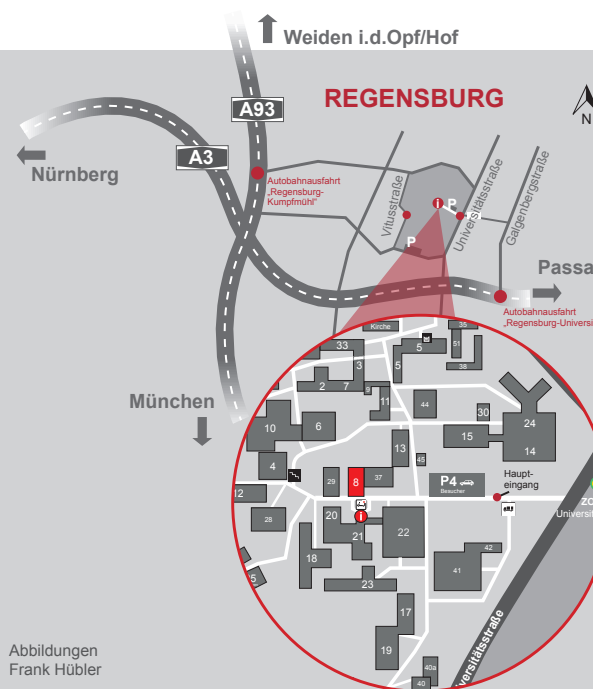 Weiden i.d.Opf/Hof
REGENSBURG
N
A93
A3
Nürnberg
Autobahnausfahrt
„Regensburg-
Kumpfmühl"
Vitusstraße
Universitätsstraße
Galgenbergstraße
i
P
P
Passa
Autobahnausfahrt
„Regensburg-Universi
München
Kirche
35
33
5
51
3
5
38
2
7
9
11
44
30
24
10
6
13
15
14
4
45
29
8
37
P4
Besucher
Haupt-
eingang
12
ZO
Universit
28
20
i
21
22
18
42
41
23
5
17
19
40a
40
versitätsstraße
Abbildungen
Frank Hübler